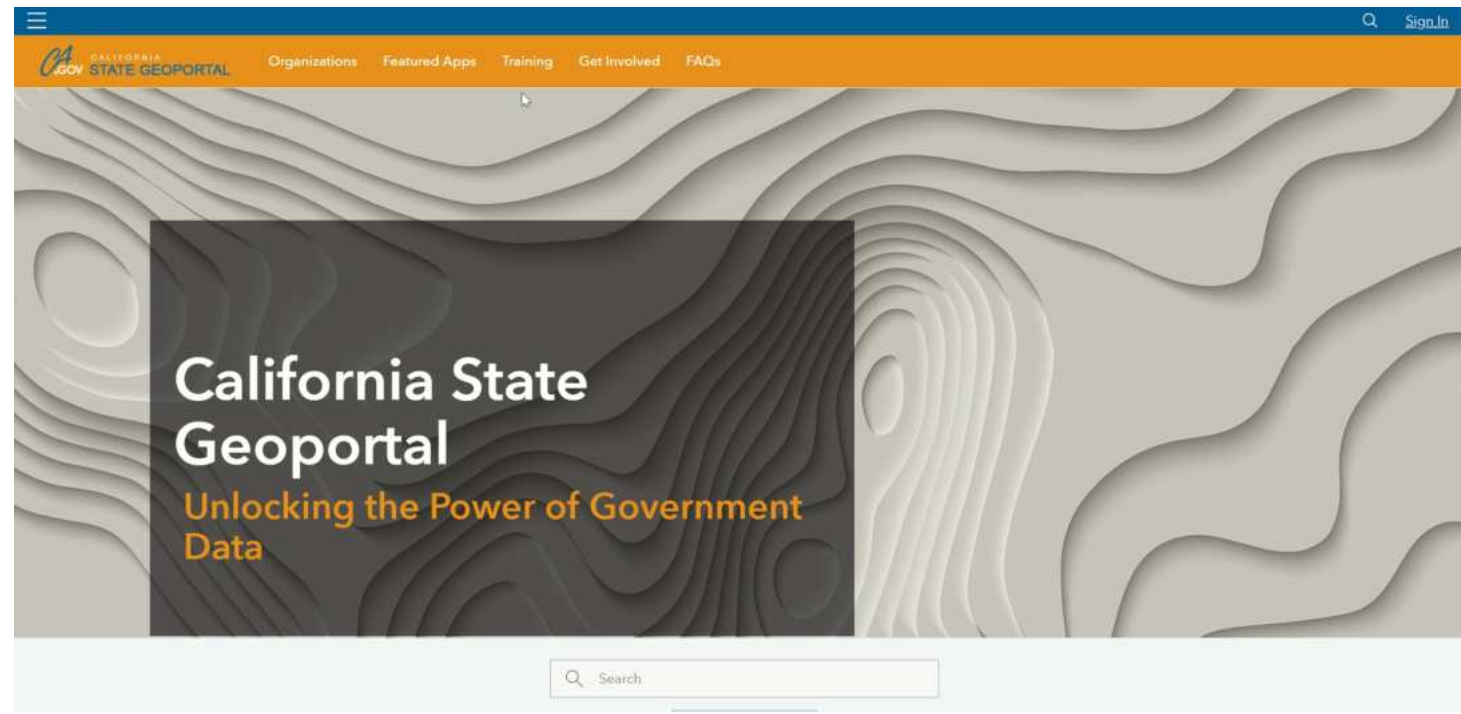 Sign In
CA.GOV CALIFORNIA STATE GEOPORTAL
Organizations Featured Apps Training Get Involved FAQs
California State
Geoportal
Unlocking the Power of Government
Data
Search